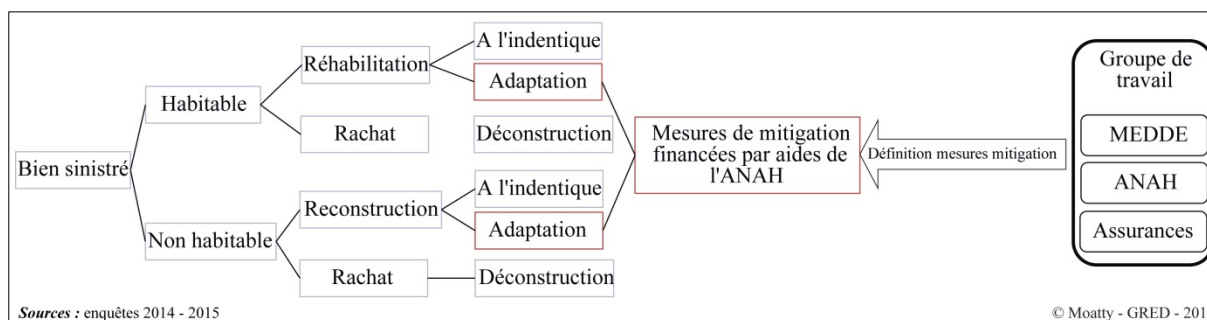 Bien sinistré
Habitable
Non habitable
Réhabilitation
Rachat
Reconstruction
Rachat
A l'indentique
Adaptation
Déconstruction
A l'indentique
Adaptation
Déconstruction
Mesures de mitigation
financées par aides de
l'ANAH
Définition mesures mitigation
Groupe de
travail
MEDDE
ANAH
Assurances
Sources : enquêtes 2014 - 2015
© Moatty - GRED - 201